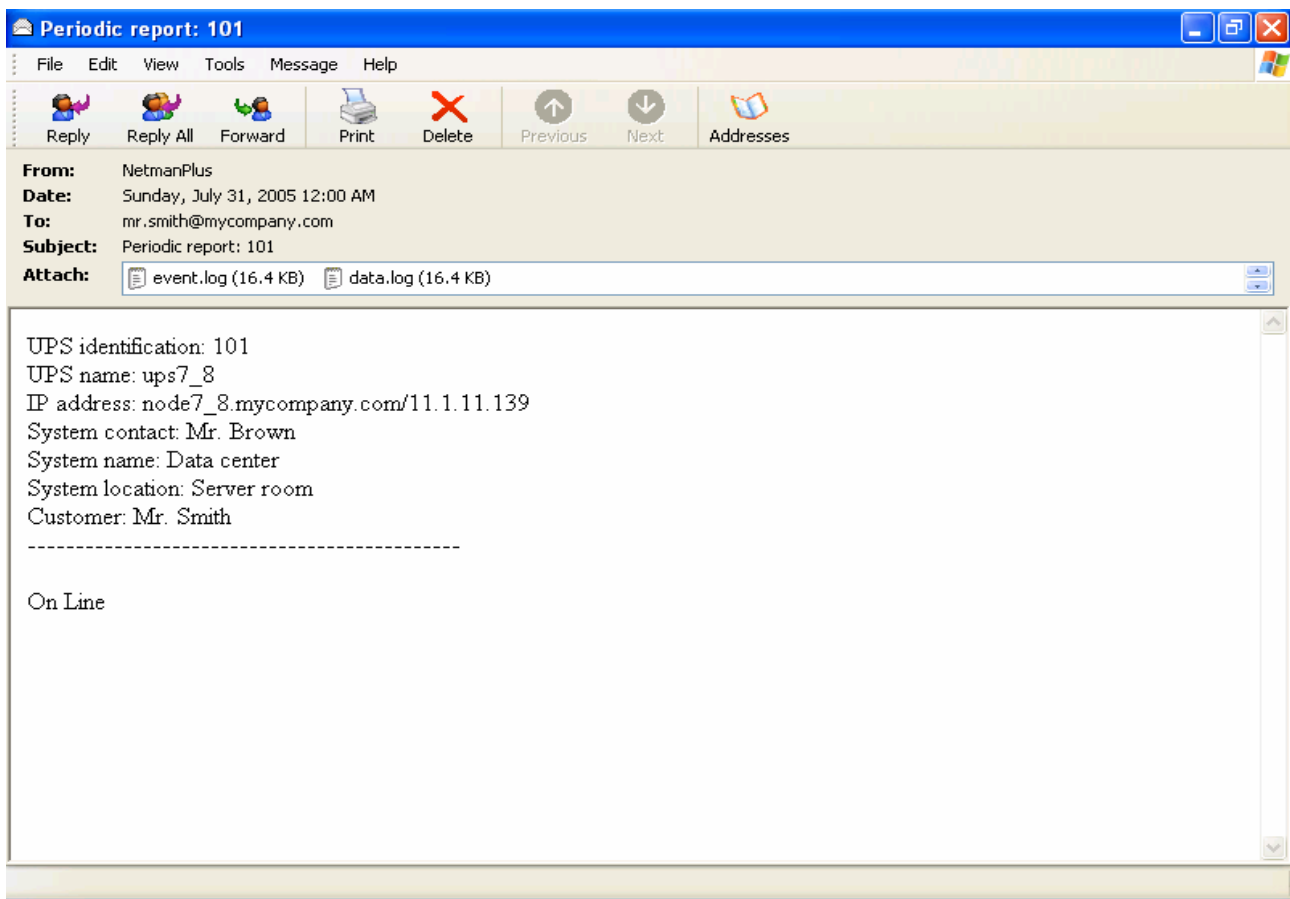 Periodic report: 101
File Edit View Tools Message Help
Reply Reply All Forward Print Delete Previous Next Addresses
From: NetmanPlus
Date: Sunday, July 31, 2005 12:00 AM
To: mr.smith@mycompany.com
Subject: Periodic report: 101
Attach: event.log (16.4 KB) data.log (16.4 KB)
UPS identification: 101
UPS name: ups7_8
IP address: node7_8.mycompany.com/11.1.11.139
System contact: Mr. Brown
System name: Data center
System location: Server room
Customer: Mr. Smith
---------------------------------------------
On Line